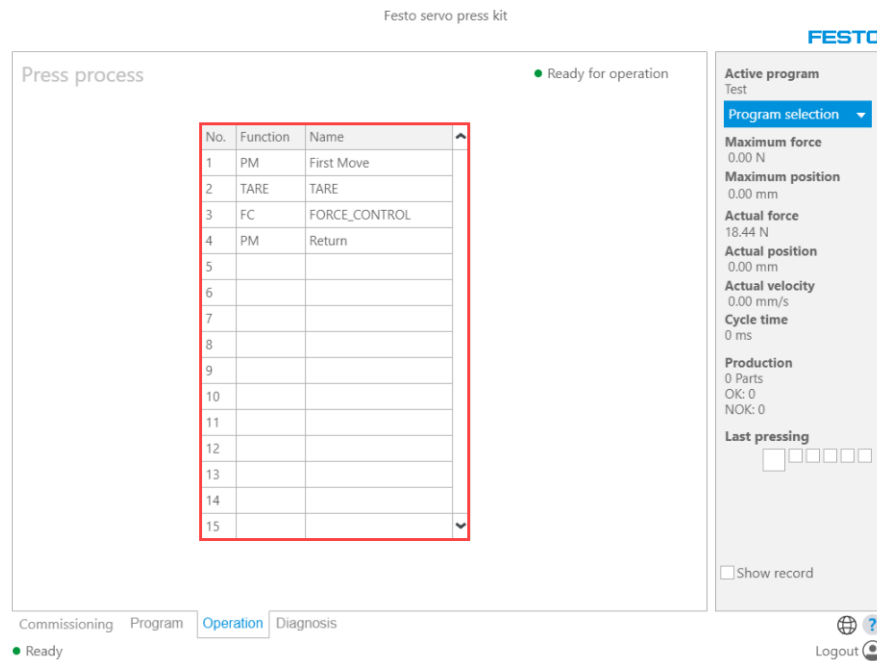 Festo servo press kit
FESTO
Press process
Ready for operation
No. Function Name
1 PM First Move
2 TARE TARE
3 FC FORCE_CONTROL
4 PM Return
5
6
7
8
9
10
11
12
13
14
15
Active program
Test
Program selection
Maximum force
0.00 N
Maximum position
0.00 mm
Actual force
18.44 N
Actual position
0.00 mm
Actual velocity
0.00 mm/s
Cycle time
0 ms
Production
0 Parts
OK: 0
NOK: 0
Last pressing
Show record
Commissioning Program Operation Diagnosis
?
Ready
Logout